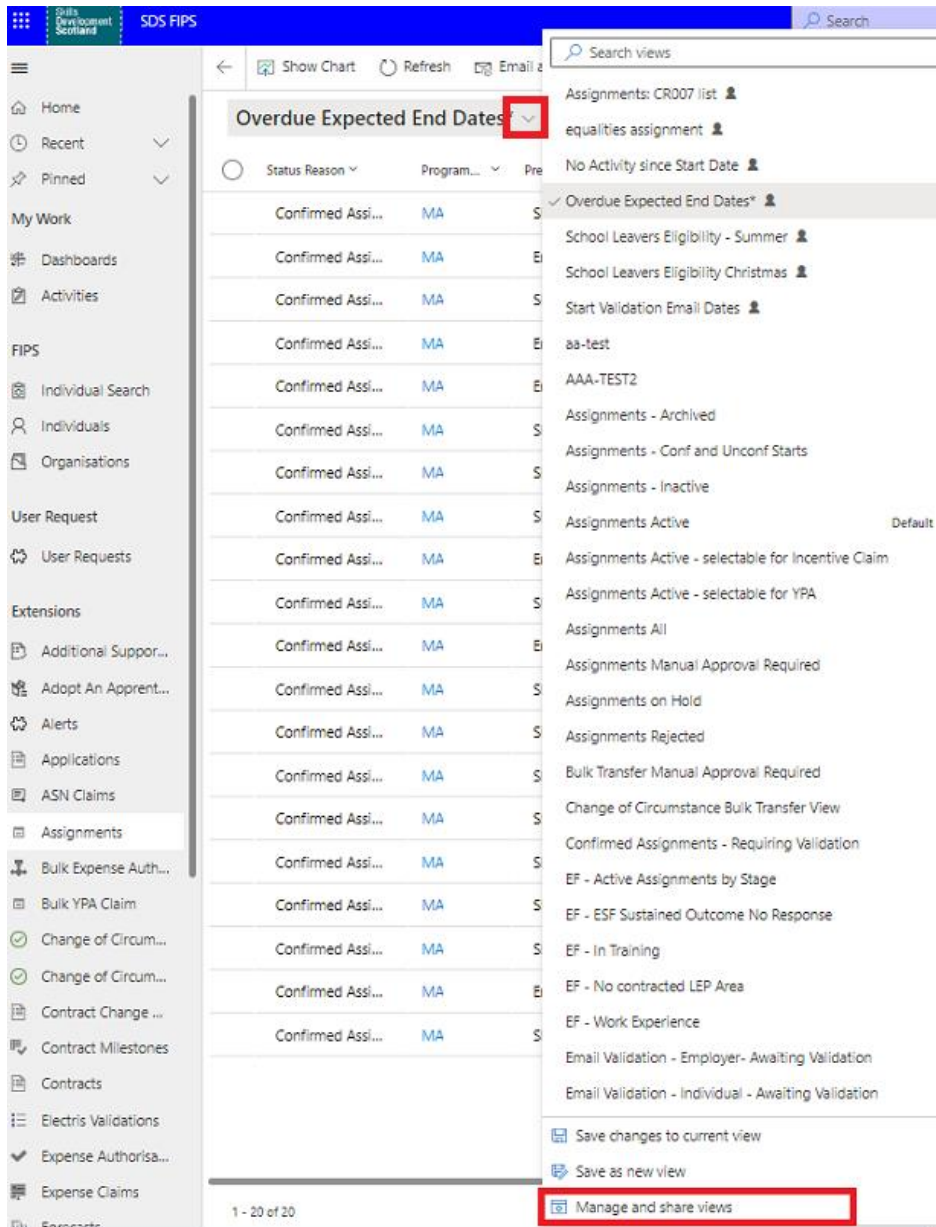 Skills
Development
Scotland
SDS FIPS
Search
Show Chart
Refresh
Email a
Home
Recent
Pinned
My Work
Dashboards
Activities
FIPS
Individual Search
Individuals
Organisations
User Request
User Requests
Extensions
Additional Suppor...
Adopt An Apprent...
Alerts
Applications
ASN Claims
Assignments
Bulk Expense Auth...
Bulk YPA Claim
Change of Circum...
Change of Circum...
Contract Change ...
Contract Milestones
Contracts
Electris Validations
Expense Authorisa...
Expense Claims
Forecasts
Overdue Expected End Dates*
Status Reason Program... Pre
Confirmed Assi... MA S
Confirmed Assi... MA E
Confirmed Assi... MA S
Confirmed Assi... MA E
Confirmed Assi... MA E
Confirmed Assi... MA S
Confirmed Assi... MA S
Confirmed Assi... MA S
Confirmed Assi... MA E
Confirmed Assi... MA S
Confirmed Assi... MA E
Confirmed Assi... MA S
Confirmed Assi... MA S
Confirmed Assi... MA S
Confirmed Assi... MA S
Confirmed Assi... MA S
Confirmed Assi... MA S
Confirmed Assi... MA S
Confirmed Assi... MA E
Confirmed Assi... MA S
1 - 20 of 20
Search views
Assignments: CR007 list
equalities assignment
No Activity since Start Date
Overdue Expected End Dates*
School Leavers Eligibility - Summer
School Leavers Eligibility Christmas
Start Validation Email Dates
aa-test
AAA-TEST2
Assignments - Archived
Assignments - Conf and Unconf Starts
Assignments - Inactive
Assignments Active Default
Assignments Active - selectable for Incentive Claim
Assignments Active - selectable for YPA
Assignments All
Assignments Manual Approval Required
Assignments on Hold
Assignments Rejected
Bulk Transfer Manual Approval Required
Change of Circumstance Bulk Transfer View
Confirmed Assignments - Requiring Validation
EF - Active Assignments by Stage
EF - ESF Sustained Outcome No Response
EF - In Training
EF - No contracted LEP Area
EF - Work Experience
Email Validation - Employer- Awaiting Validation
Email Validation - Individual - Awaiting Validation
Save changes to current view
Save as new view
Manage and share views